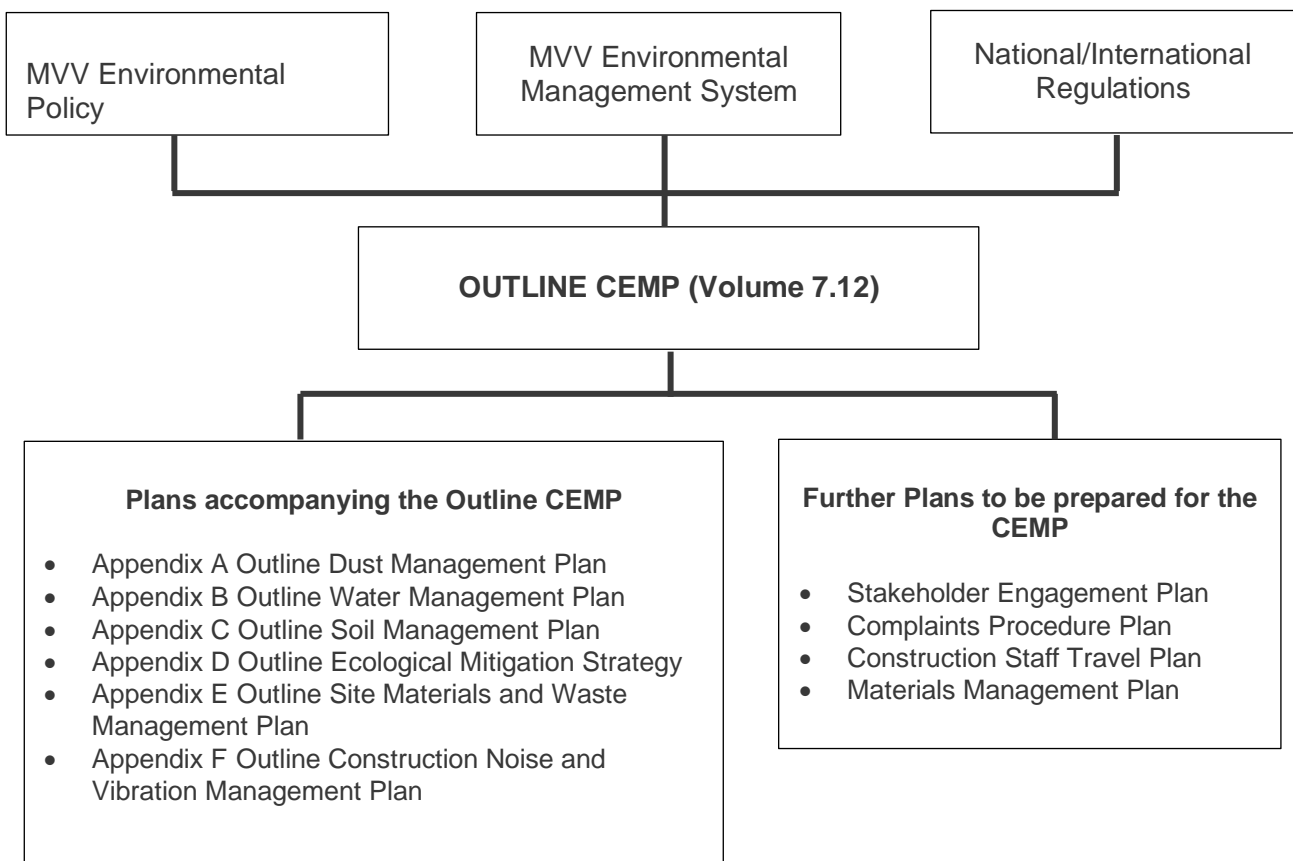 MVV Environmental
Policy
MVV Environmental
Management System
National/International
Regulations
OUTLINE CEMP (Volume 7.12)
Plans accompanying the Outline CEMP
• Appendix A Outline Dust Management Plan
• Appendix B Outline Water Management Plan
• Appendix C Outline Soil Management Plan
• Appendix D Outline Ecological Mitigation Strategy
• Appendix E Outline Site Materials and Waste
Management Plan
• Appendix F Outline Construction Noise and
Vibration Management Plan
Further Plans to be prepared for the
CEMP
• Stakeholder Engagement Plan
• Complaints Procedure Plan
• Construction Staff Travel Plan
• Materials Management Plan